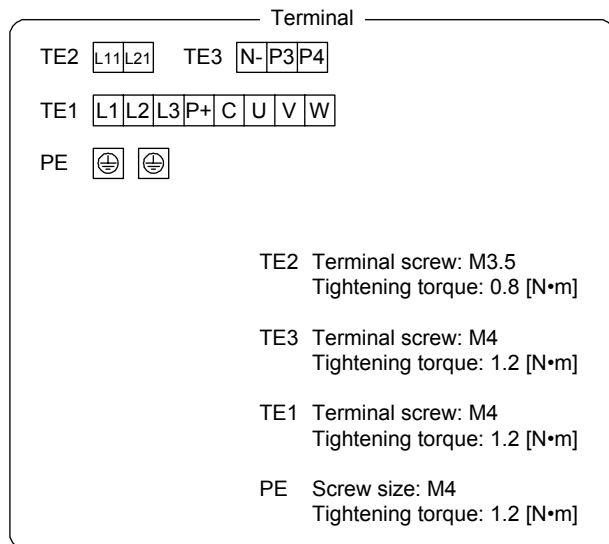 Terminal
TE2 L11 L21 TE3 N- P3 P4
TE1 L1 L2 L3 P+ C U V W
PE
TE2 Terminal screw: M3.5
Tightening torque: 0.8 [N•m]
TE3 Terminal screw: M4
Tightening torque: 1.2 [N•m]
TE1 Terminal screw: M4
Tightening torque: 1.2 [N•m]
PE Screw size: M4
Tightening torque: 1.2 [N•m]